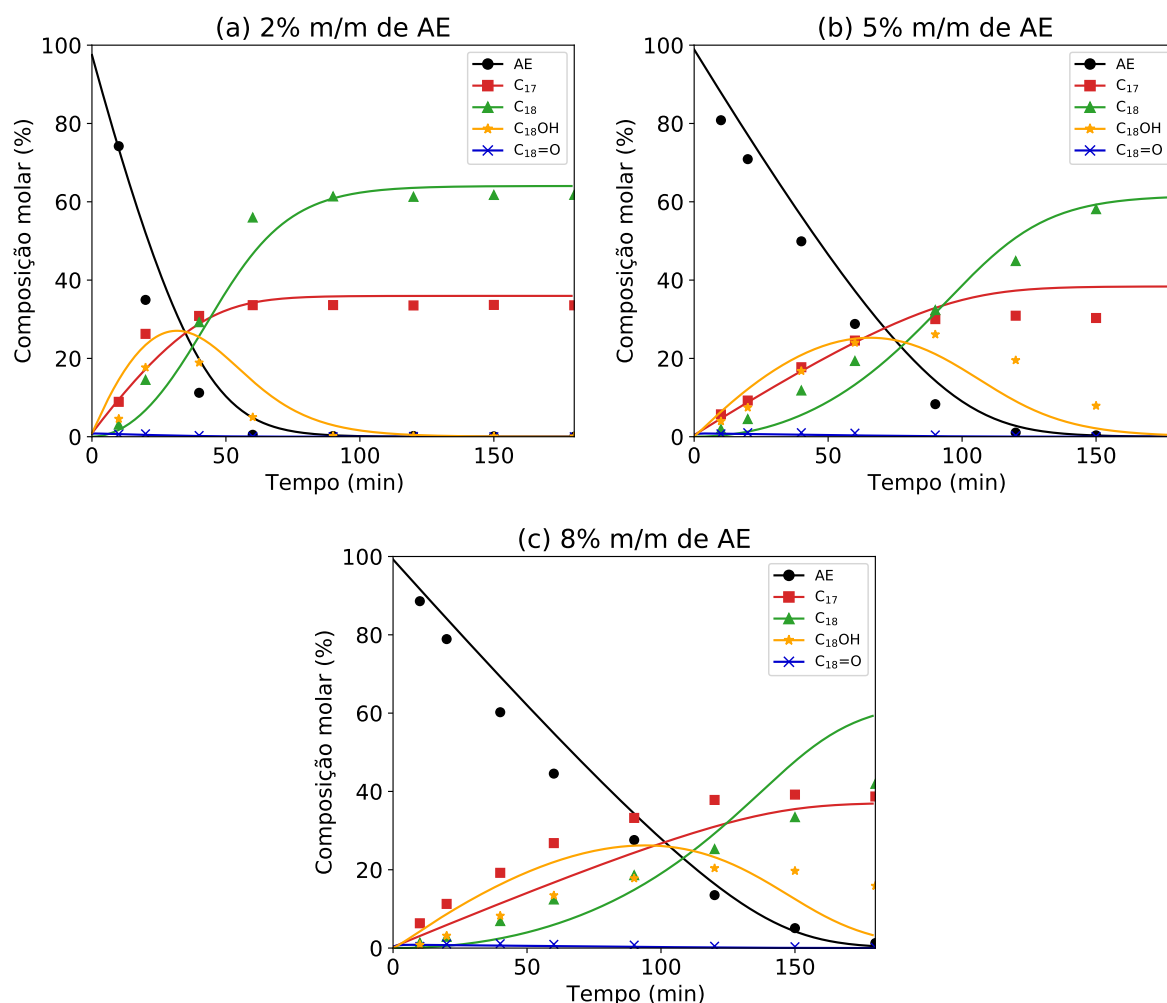 (a) 2% m/m de AE
100
80
60
40
20
0
0
50
100
150
Composição molar (%)
Tempo (min)
AE
C₁₇
C₁₈
C₁₈OH
C₁₈=O
(b) 5% m/m de AE
100
80
60
40
20
0
0
50
100
150
Composição molar (%)
Tempo (min)
AE
C₁₇
C₁₈
C₁₈OH
C₁₈=O
(c) 8% m/m de AE
100
80
60
40
20
0
0
50
100
150
Composição molar (%)
Tempo (min)
AE
C₁₇
C₁₈
C₁₈OH
C₁₈=O